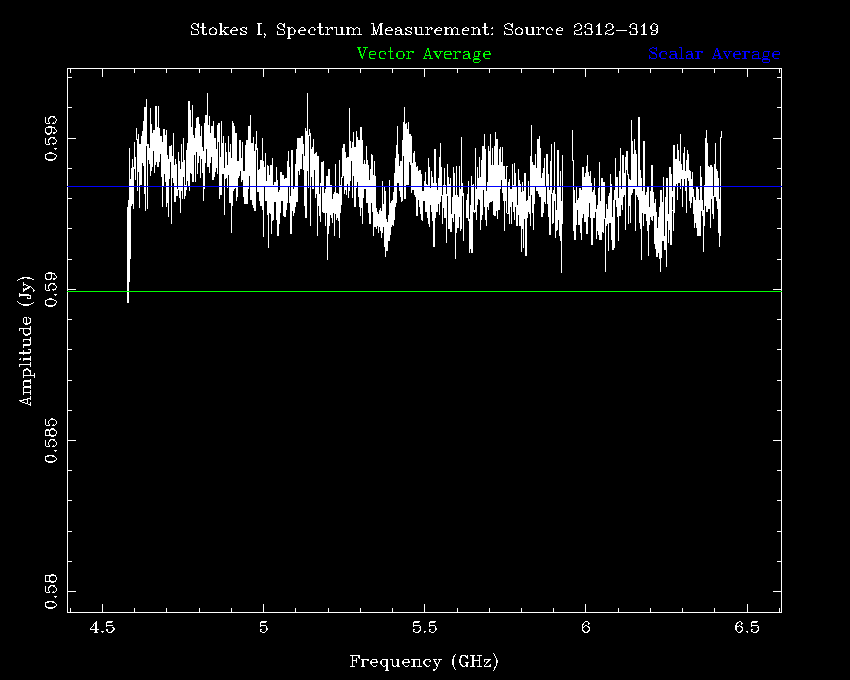 Stokes I, Spectrum Measurement: Source 2312-319
Vector Average
Scalar Average
Amplitude (Jy)
0.595
0.59
0.585
0.58
4.5 5 5.5 6 6.5
Frequency (GHz)